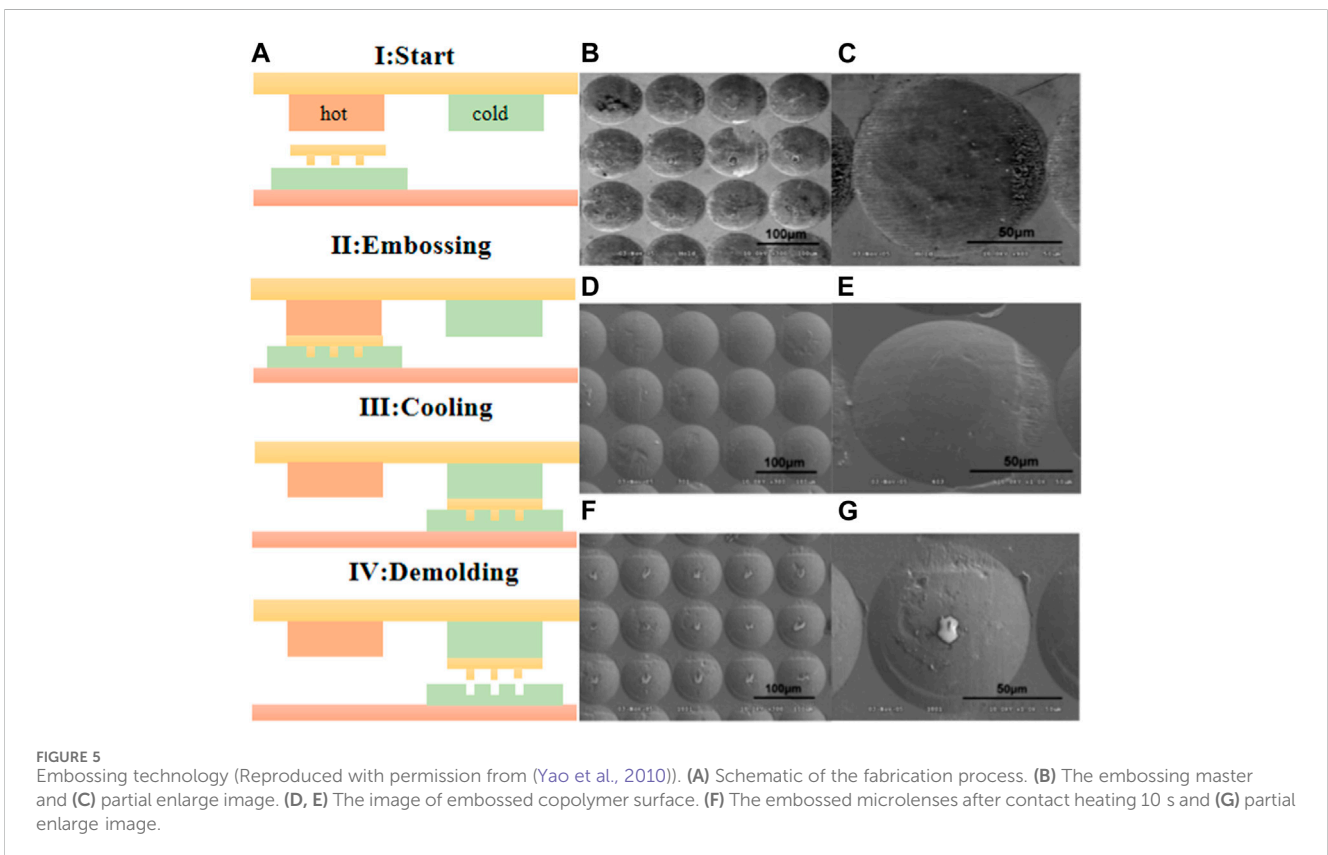 A
I:Start
hot
cold
II:Embossing
III:Cooling
IV:Demolding
B
100μm
C
50μm
D
100μm
E
50μm
F
100μm
G
50μm
FIGURE 5
Embossing technology (Reproduced with permission from (Yao et al., 2010)). (A) Schematic of the fabrication process. (B) The embossing master
and (C) partial enlarge image. (D, E) The image of embossed copolymer surface. (F) The embossed microlenses after contact heating 10 s and (G) partial
enlarge image.